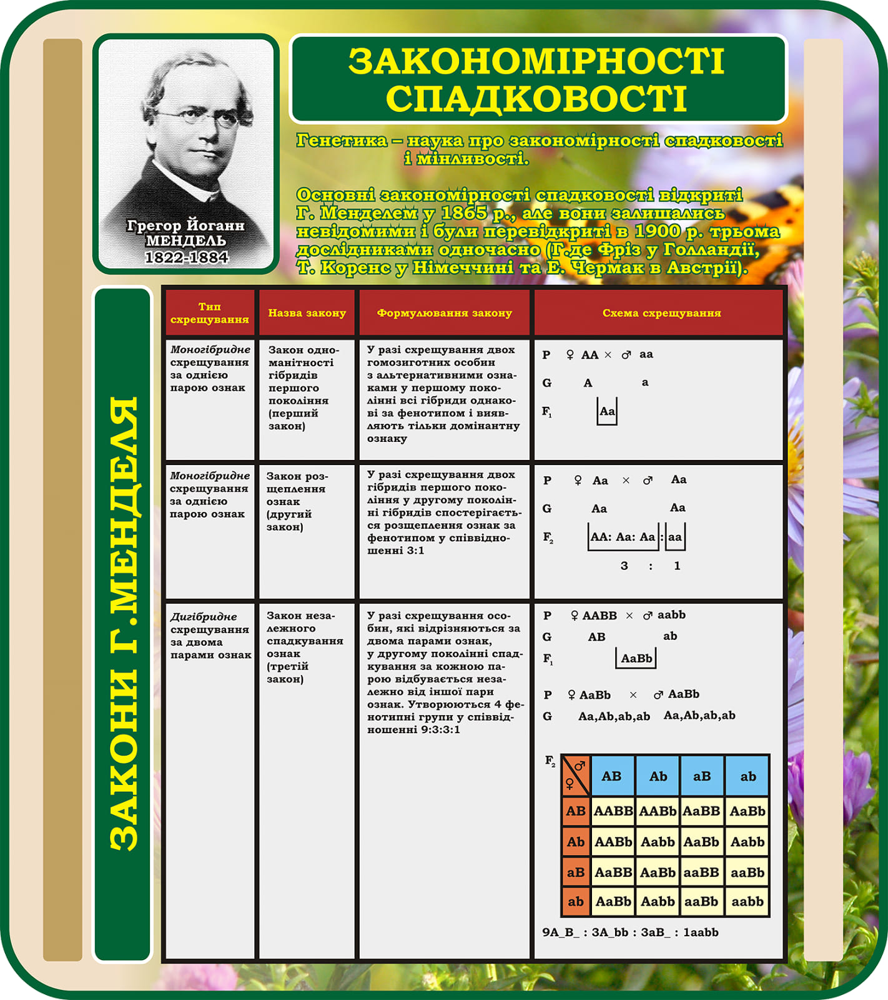 ЗАКОНОМІРНОСТІ
СПАДКОВОСТІ
Генетика – наука про закономірності спадковості
і мінливості.
Основні закономірності спадковості відкриті
Г. Менделем у 1865 р., але вони залишались
невідомими і були перевідкриті в 1900 р. трьома
дослідниками одночасно (Г.де Фріз у Голландії,
Т. Коренс у Німеччині та Е. Чермак в Австрії).
Грегор Йоганн
МЕНДЕЛЬ
1822-1884
ЗАКОНИ Г.МЕНДЕЛЯ
Тип
схрещування
Назва закону
Формулювання закону
Схема схрещування
Моногібридне
схрещування
за однією
парою ознак
Закон одно-
манітності
гібридів
першого
покоління
(перший
закон)
У разі схрещування двох
гомозиготних особин
з альтернативними озна-
ками у першому поко-
лінні всі гібриди однако-
ві за фенотипом і вияв-
ляють тільки домінантну
ознаку
P ♀ AA × ♂ aa
G A a
F₁ Aa
Моногібридне
схрещування
за однією
парою ознак
Закон роз-
щеплення
ознак
(другий
закон)
У разі схрещування двох
гібридів першого поко-
ління у другому поколін-
ні гібридів спостерігаєть-
ся розщеплення ознак за
фенотипом у співвідно-
шенні 3:1
P ♀ Aa × ♂ Aa
G Aa Aa
F₂ AA: Aa: Aa : aa
3 : 1
Дигібридне
схрещування
за двома
парами ознак
Закон неза-
лежного
спадкування
ознак
(третій
закон)
У разі схрещування осо-
бин, які відрізняються за
двома парами ознак,
у другому поколінні спад-
кування за кожною па-
рою відбувається неза-
лежно від іншої пари
ознак. Утворюються 4 фе-
нотипні групи у співвід-
ношенні 9:3:3:1
P ♀ AABB × ♂ aabb
G AB ab
F₁ AaBb
P ♀ AaBb × ♂ AaBb
G Aa,Ab,ab,ab Aa,Ab,ab,ab
F₂ ♂ ♀ AB Ab aB ab
AB AABB AABb AaBB AaBb
Ab AABb Aabb AaBb Aabb
aB AaBB AaBb aaBB aaBb
ab AaBb Aabb aaBb aabb
9A_B_ : 3A_bb : 3aB_ : 1aabb